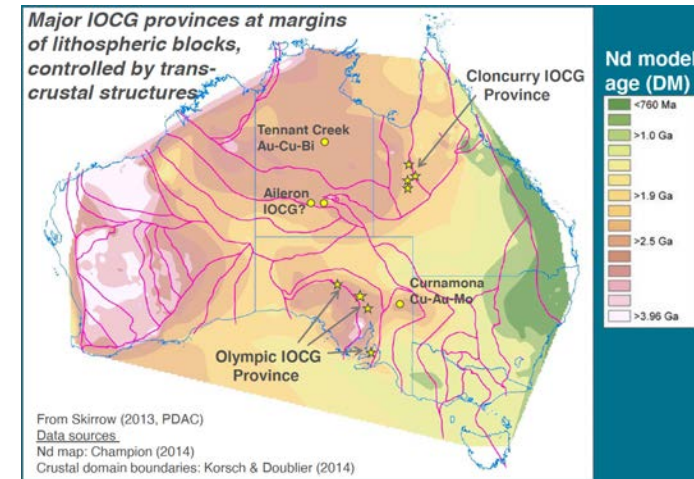 Major IOCG provinces at margins
of lithospheric blocks,
controlled by trans-
crustal structures
Cloncurry IOCG
Province
Tennant Creek
Au-Cu-Bi
Aileron
IOCG?
Curnamona
Cu-Au-Mo
Olympic IOCG
Province
From Skirrow (2013, PDAC)
Data sources
Nd map: Champion (2014)
Crustal domain boundaries: Korsch & Doublier (2014)
Nd model
age (DM)
<760 Ma
>1.0 Ga
>1.9 Ga
>2.5 Ga
>3.96 Ga